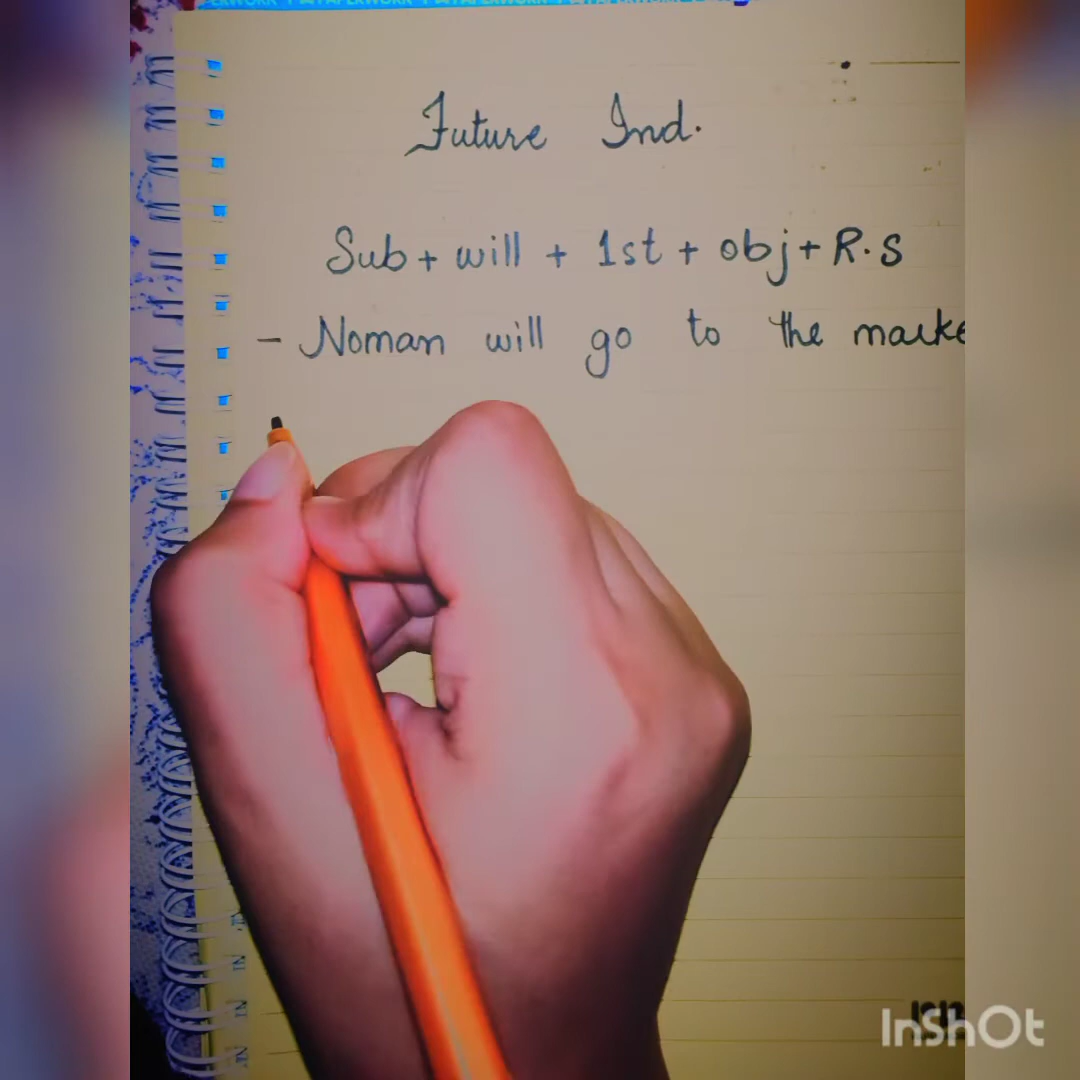 Future Ind.
Sub + will + 1st + obj + R.S
– Noman will go to the marke
InShOt